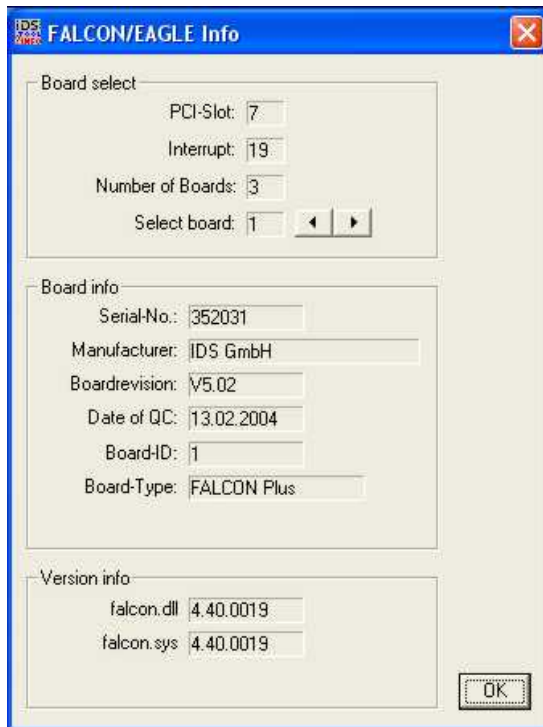 IDS
FALCON/EAGLE Info
Board select
PCI-Slot: 7
Interrupt: 19
Number of Boards: 3
Select board: 1
Board info
Serial-No.: 352031
Manufacturer: IDS GmbH
Boardrevision: V5.02
Date of QC: 13.02.2004
Board-ID: 1
Board-Type: FALCON Plus
Version info
falcon.dll 4.40.0019
falcon.sys 4.40.0019
OK